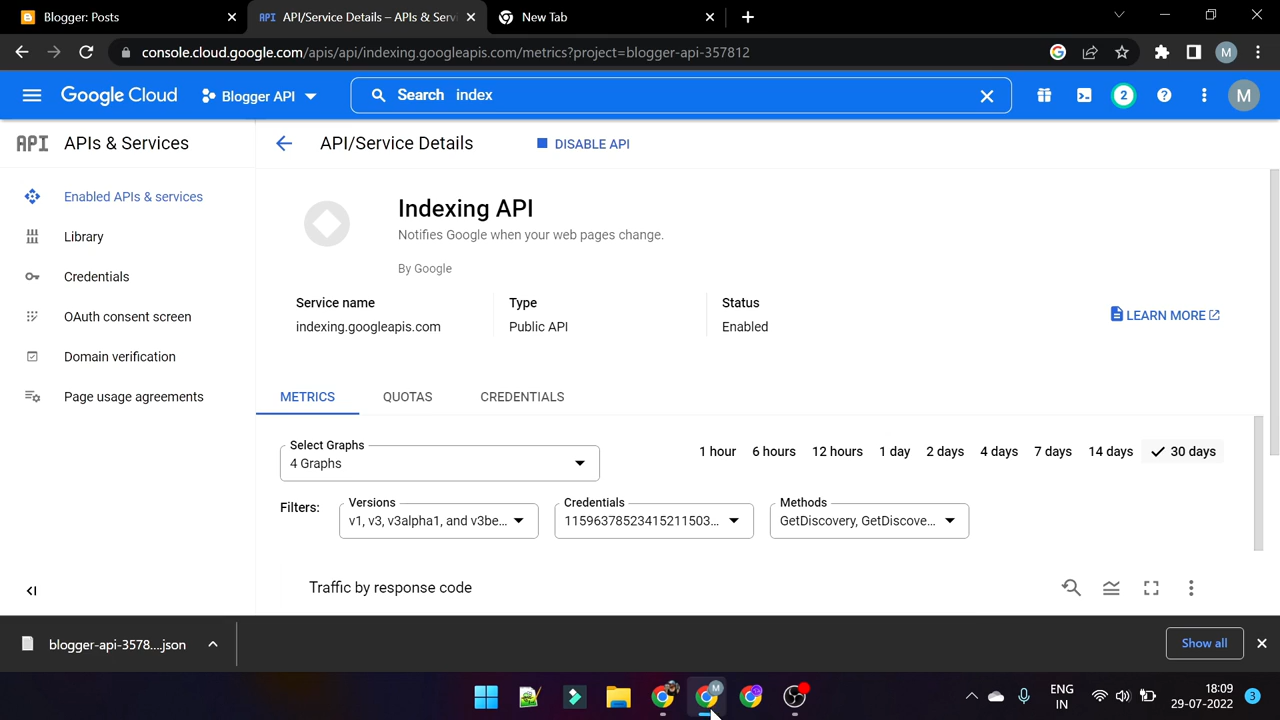 Blogger: Posts
API API/Service Details – APIs & Serv
New Tab
console.cloud.google.com/apis/api/indexing.googleapis.com/metrics?project=blogger-api-357812
M
Google Cloud
Blogger API
Search index
2
M
API APIs & Services
API/Service Details
DISABLE API
Enabled APIs & services
Library
Credentials
OAuth consent screen
Domain verification
Page usage agreements
Indexing API
Notifies Google when your web pages change.
By Google
Service name
indexing.googleapis.com
Type
Public API
Status
Enabled
LEARN MORE
METRICS
QUOTAS
CREDENTIALS
Select Graphs
4 Graphs
1 hour 6 hours 12 hours 1 day 2 days 4 days 7 days 14 days 30 days
Filters:
Versions
v1, v3, v3alpha1, and v3be...
Credentials
11596378523415211503...
Methods
GetDiscovery, GetDiscove...
Traffic by response code
blogger-api-3578....json
Show all
M
ENG
IN
18:09
29-07-2022
3